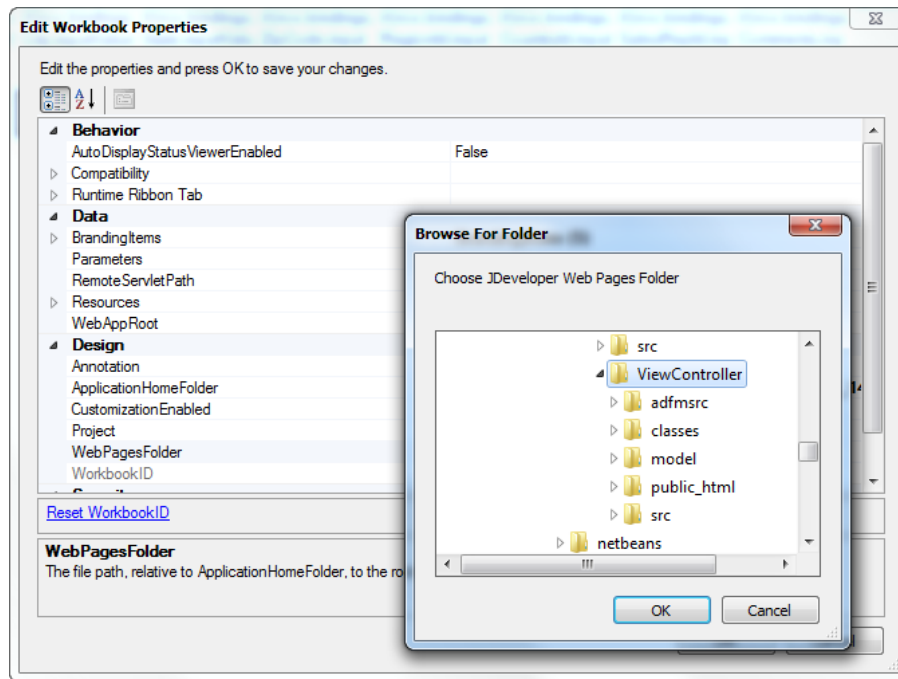 Edit Workbook Properties
Edit the properties and press OK to save your changes.
Behavior
AutoDisplayStatusViewerEnabled False
Compatibility
Runtime Ribbon Tab
Data
BrandingItems
Parameters
RemoteServletPath
Resources
WebAppRoot
Design
Annotation
ApplicationHomeFolder
CustomizationEnabled
Project
WebPagesFolder
WorkbookID
Reset WorkbookID
WebPagesFolder
The file path, relative to ApplicationHomeFolder, to the ro
Browse For Folder
Choose JDeveloper Web Pages Folder
src
ViewController
adfmsrc
classes
model
public_html
src
netbeans
OK Cancel